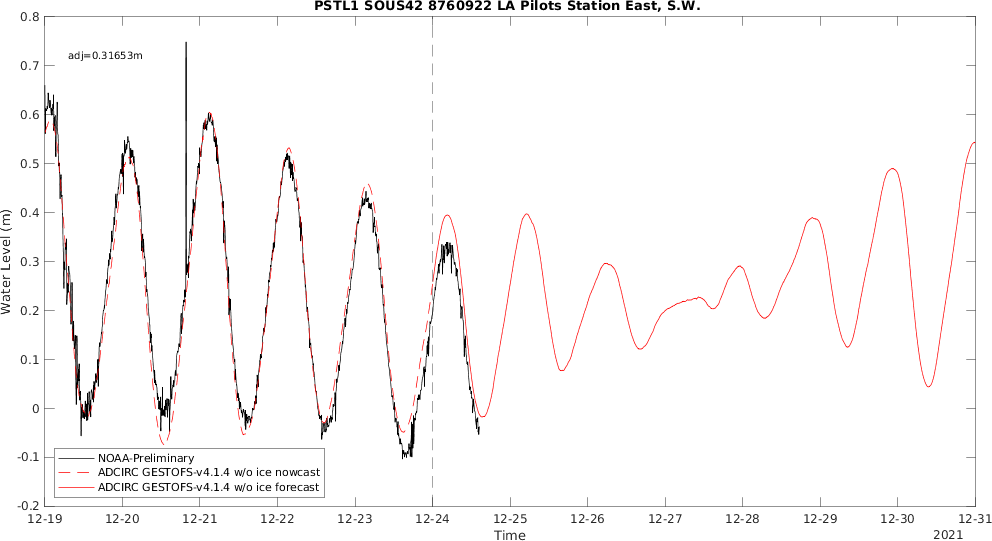 PSTL1 SOUS42 8760922 LA Pilots Station East, S.W.
adj=0.31653m
Water Level (m)
0.8
0.7
0.6
0.5
0.4
0.3
0.2
0.1
0
-0.1
-0.2
NOAA-Preliminary
ADCIRC GESTOFS-v4.1.4 w/o ice nowcast
ADCIRC GESTOFS-v4.1.4 w/o ice forecast
12-19 12-20 12-21 12-22 12-23 12-24 12-25 12-26 12-27 12-28 12-29 12-30 12-31
Time
2021